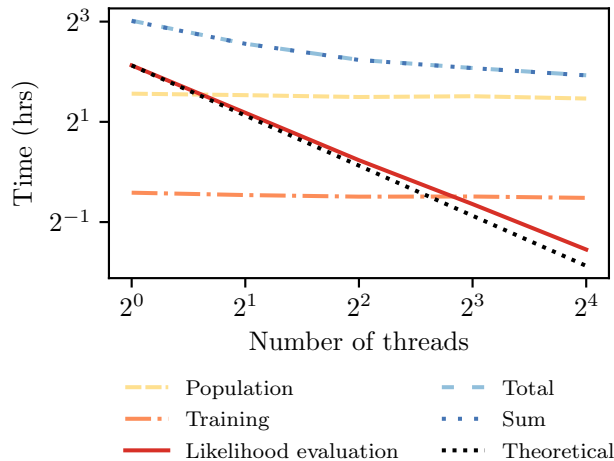 2^3
2^1
2^-1
Time (hrs)
2^0 2^1 2^2 2^3 2^4
Number of threads
Population
Training
Likelihood evaluation
Total
Sum
Theoretical